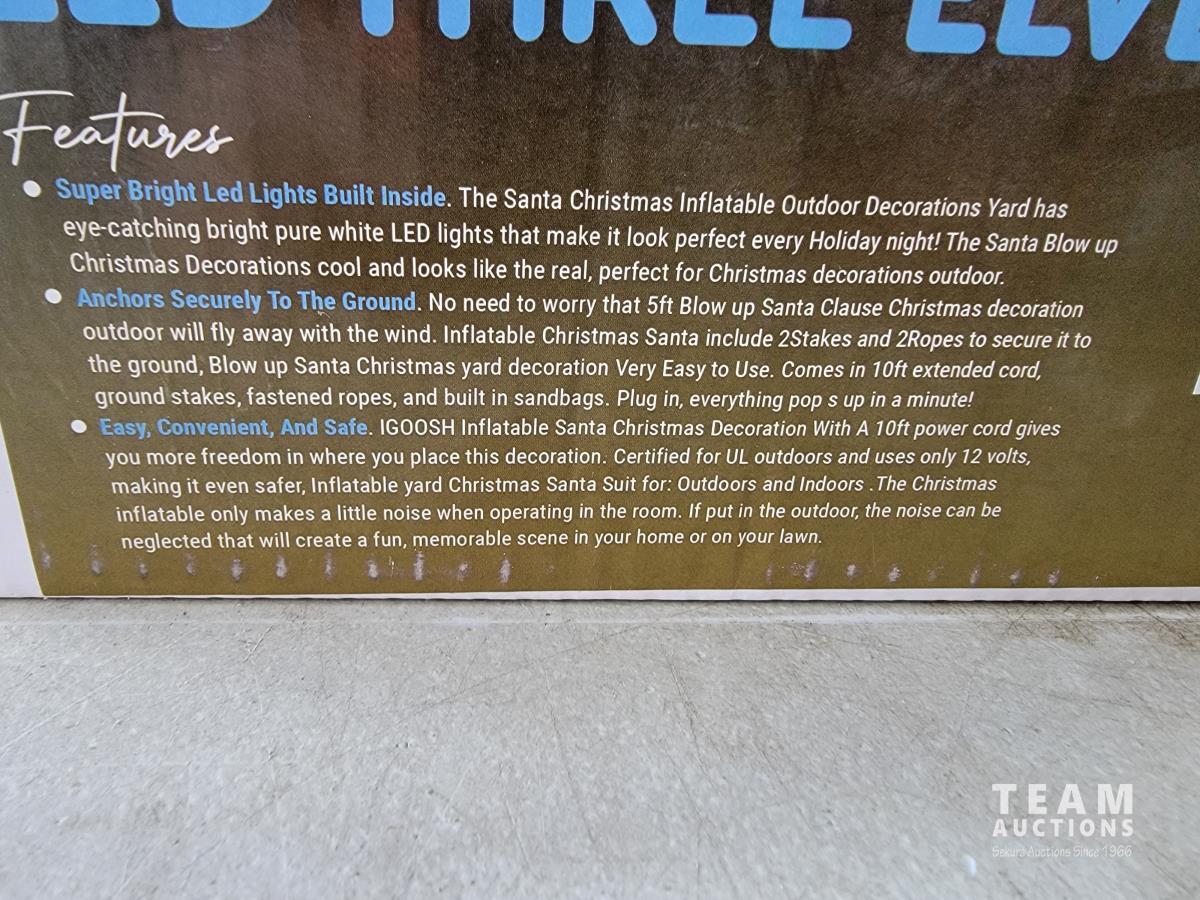 LED THREE ELVE
Features
Super Bright Led Lights Built Inside. The Santa Christmas Inflatable Outdoor Decorations Yard has
eye-catching bright pure white LED lights that make it look perfect every Holiday night! The Santa Blow up
Christmas Decorations cool and looks like the real, perfect for Christmas decorations outdoor.
Anchors Securely To The Ground. No need to worry that 5ft Blow up Santa Clause Christmas decoration
outdoor will fly away with the wind. Inflatable Christmas Santa include 2Stakes and 2Ropes to secure it to
the ground, Blow up Santa Christmas yard decoration Very Easy to Use. Comes in 10ft extended cord,
ground stakes, fastened ropes, and built in sandbags. Plug in, everything pop s up in a minute!
Easy, Convenient, And Safe. IGOOSH Inflatable Santa Christmas Decoration With A 10ft power cord gives
you more freedom in where you place this decoration. Certified for UL outdoors and uses only 12 volts,
making it even safer, Inflatable yard Christmas Santa Suit for: Outdoors and Indoors .The Christmas
inflatable only makes a little noise when operating in the room. If put in the outdoor, the noise can be
neglected that will create a fun, memorable scene in your home or on your lawn.
TEAM
AUCTIONS
Sekura Auctions Since 1966